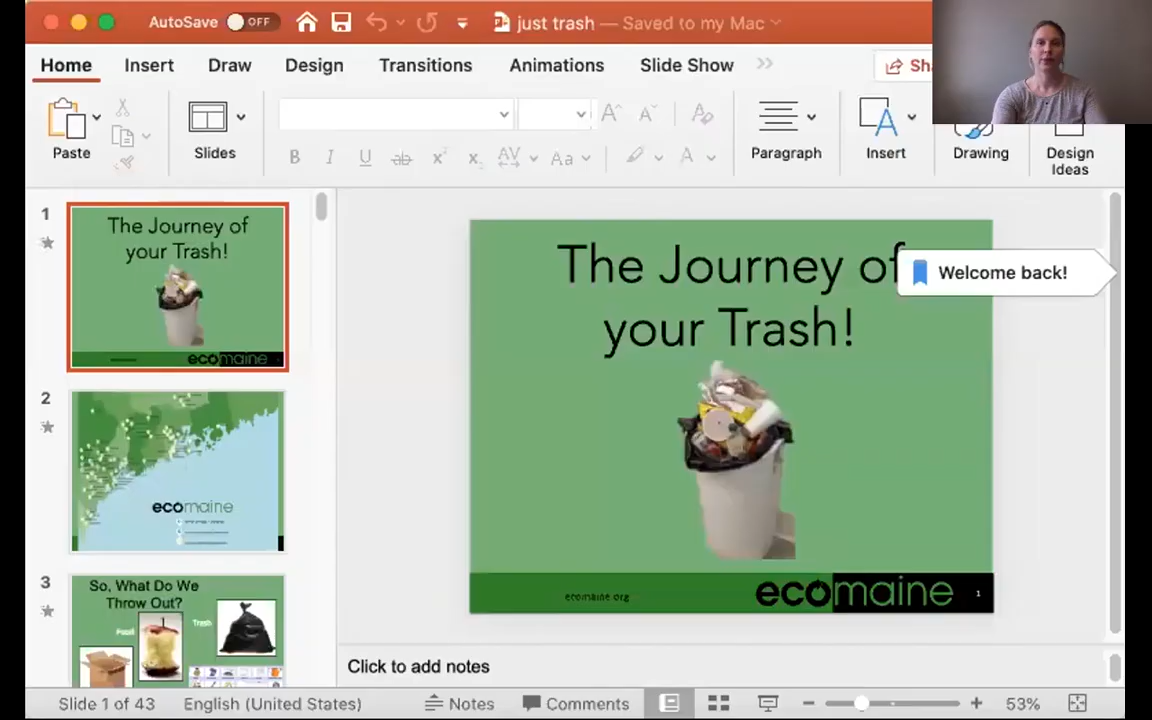 AutoSave OFF
just trash — Saved to my Mac
Home Insert Draw Design Transitions Animations Slide Show
Paste
Slides
Paragraph
Insert
Drawing
Design
Ideas
1
The Journey of
your Trash!
ecomaine
2
ecomaine
3
So, What Do We
Throw Out?
Food
Trash
The Journey of
your Trash!
Welcome back!
ecomaine.org
ecomaine
1
Click to add notes
Slide 1 of 43 English (United States) Notes Comments 53%